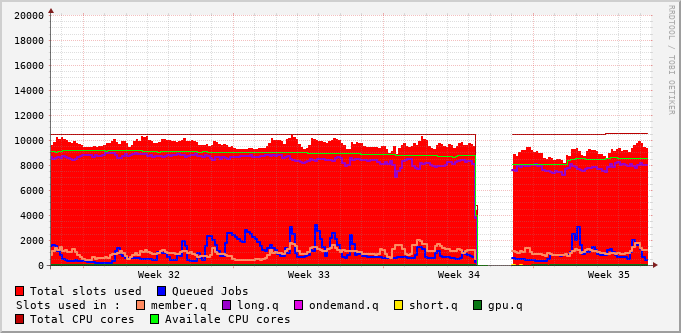 20000
18000
16000
14000
12000
10000
8000
6000
4000
2000
0
Week 32 Week 33 Week 34 Week 35
Total slots used Queued Jobs
Slots used in : member.q long.q ondemand.q short.q gpu.q
Total CPU cores Availale CPU cores
RRDTOOL / TOBI OETIKER